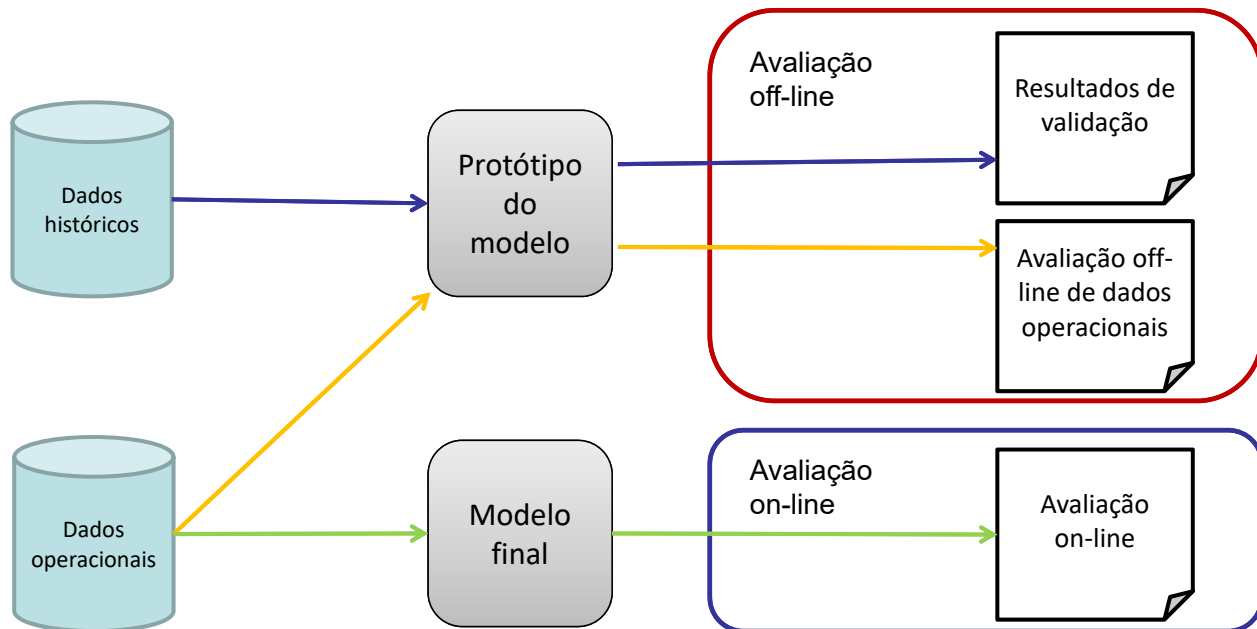 Avaliação
off-line
Resultados de
validação
Dados
históricos
Protótipo
do
modelo
Avaliação off-
line de dados
operacionais
Dados
operacionais
Modelo
final
Avaliação
on-line
Avaliação
on-line